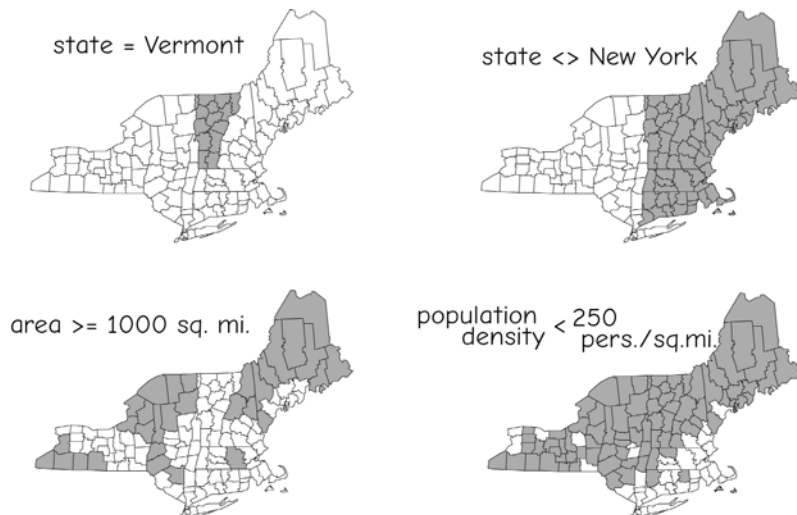 state = Vermont
state <> New York
area >= 1000 sq. mi.
population
density < 250
pers./sq.mi.